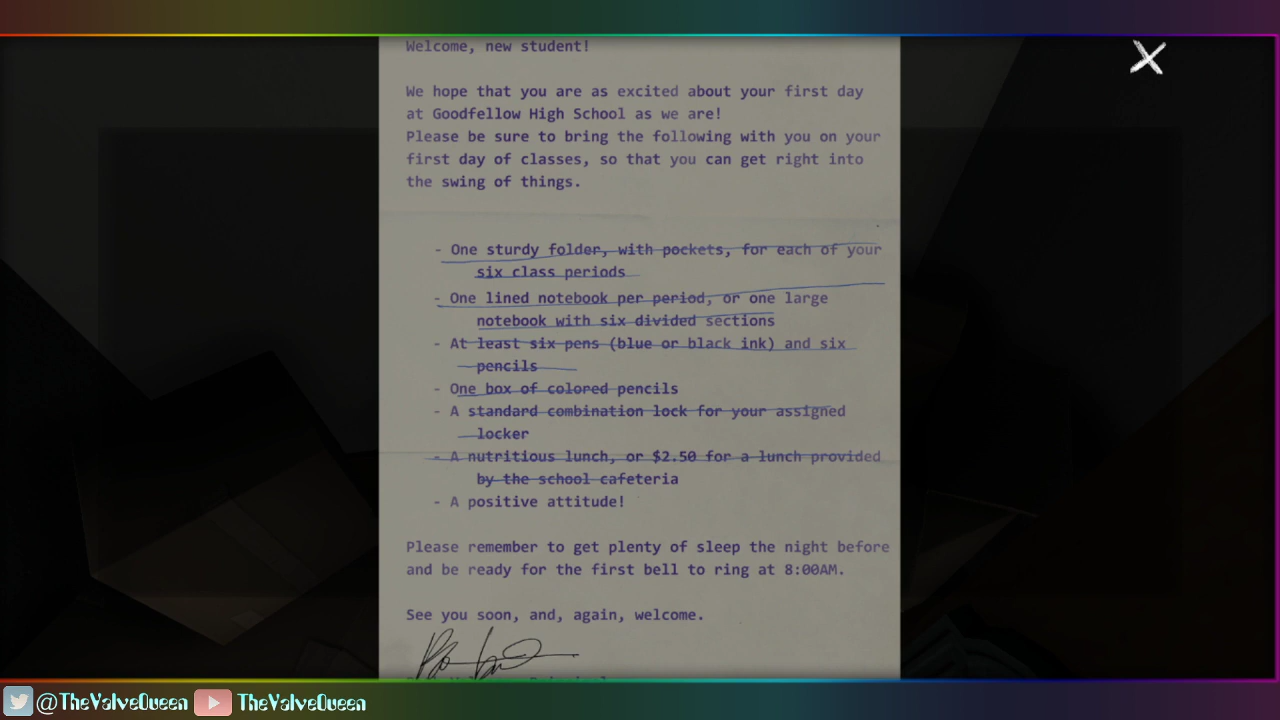 Welcome, new student!
We hope that you are as excited about your first day
at Goodfellow High School as we are!
Please be sure to bring the following with you on your
first day of classes, so that you can get right into
the swing of things.
- One sturdy folder, with pockets, for each of your
six class periods
- One lined notebook per period, or one large
notebook with six divided sections
- At least six pens (blue or black ink) and six
pencils
- One box of colored pencils
- A standard combination lock for your assigned
locker
- A nutritious lunch, or $2.50 for a lunch provided
by the school cafeteria
- A positive attitude!
Please remember to get plenty of sleep the night before
and be ready for the first bell to ring at 8:00AM.
See you soon, and, again, welcome.
@TheValveQueen TheValveQueen